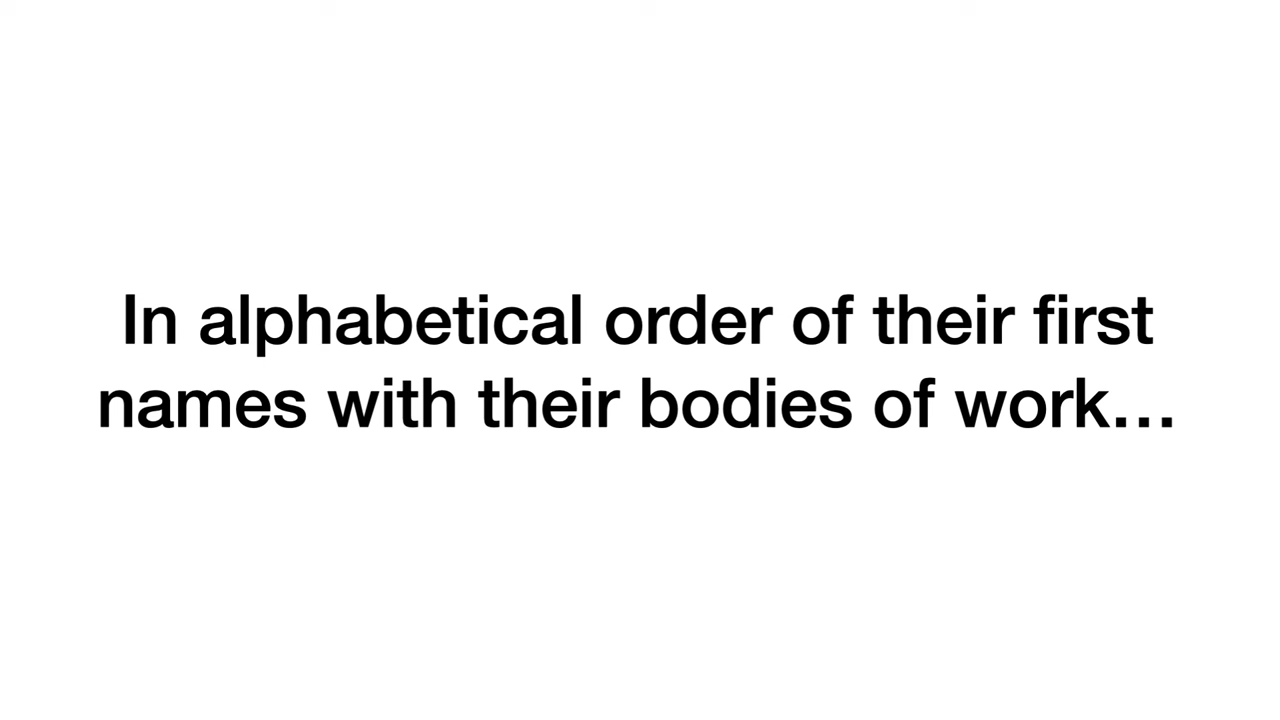 In alphabetical order of their first
names with their bodies of work…